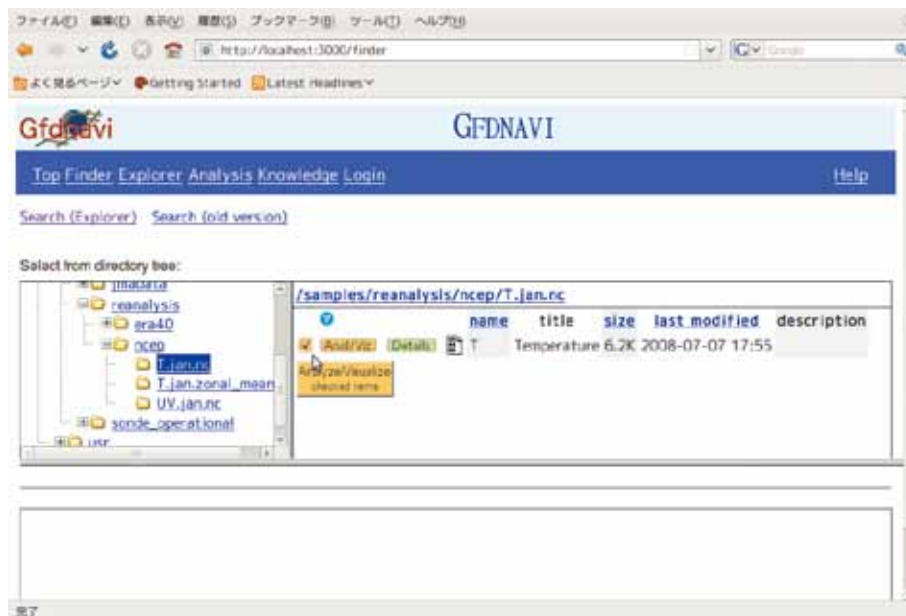 ファイル(F) 編集(E) 表示(V) 履歴(S) ブックマーク(B) ツール(T) ヘルプ(H)
http://localhost:3000/finder
Google
よく見るページ Getting Started Latest Headlines
Gfdnavi
GFDNAVI
Top Finder Explorer Analysis Knowledge Login
Help
Search (Explorer) Search (old version)
Select from directory tree:
jmadata
reanalysis
era40
ncep
T.jan.nc
T.jan.zonal_mean
UV.jan.nc
sonde_operational
usr
/samples/reanalysis/ncep/T.jan.nc
name title size last modified description
Anal/Viz Details T Temperature 6.2K 2008-07-07 17:55
Analyze/Visualize
checked items
完了